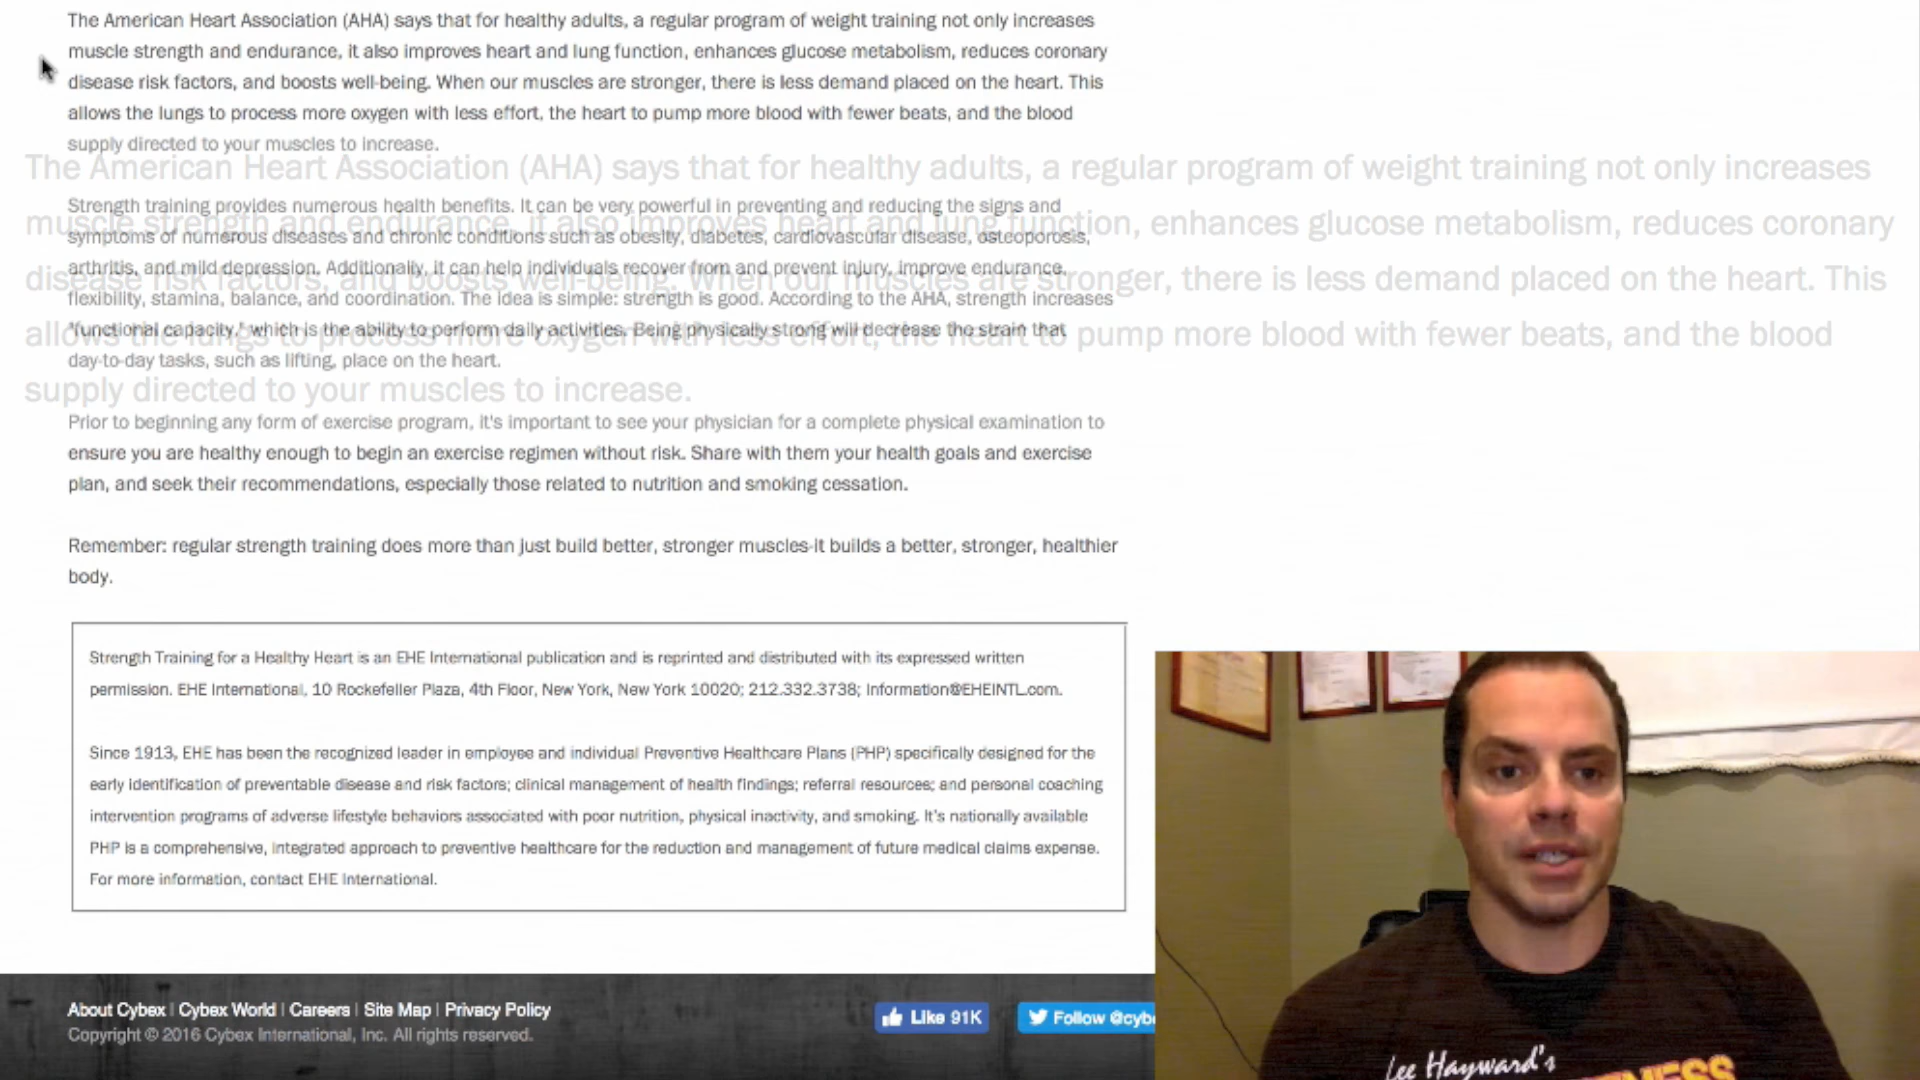 The American Heart Association (AHA) says that for healthy adults, a regular program of weight training not only increases
muscle strength and endurance, it also improves heart and lung function, enhances glucose metabolism, reduces coronary
disease risk factors, and boosts well-being. When our muscles are stronger, there is less demand placed on the heart. This
allows the lungs to process more oxygen with less effort, the heart to pump more blood with fewer beats, and the blood
supply directed to your muscles to increase.
The American Heart Association (AHA) says that for healthy adults, a regular program of weight training not only increases
muscle strength and endurance, it also improves heart and lung function, enhances glucose metabolism, reduces coronary
disease risk factors, and boosts well-being. When our muscles are stronger, there is less demand placed on the heart. This
allows the lungs to process more oxygen with less effort, the heart to pump more blood with fewer beats, and the blood
supply directed to your muscles to increase.
Strength training provides numerous health benefits. It can be very powerful in preventing and reducing the signs and
symptoms of numerous diseases and chronic conditions such as obesity, diabetes, cardiovascular disease, osteoporosis,
arthritis, and mild depression. Additionally, it can help individuals recover from and prevent injury, improve endurance,
flexibility, stamina, balance, and coordination. The idea is simple: strength is good. According to the AHA, strength increases
"functional capacity," which is the ability to perform daily activities. Being physically strong will decrease the strain that
day-to-day tasks, such as lifting, place on the heart.
Prior to beginning any form of exercise program, it's important to see your physician for a complete physical examination to
ensure you are healthy enough to begin an exercise regimen without risk. Share with them your health goals and exercise
plan, and seek their recommendations, especially those related to nutrition and smoking cessation.
Remember: regular strength training does more than just build better, stronger muscles-it builds a better, stronger, healthier
body.
Strength Training for a Healthy Heart is an EHE International publication and is reprinted and distributed with its expressed written
permission. EHE International, 10 Rockefeller Plaza, 4th Floor, New York, New York 10020; 212.332.3738; Information@EHEINTL.com.
Since 1913, EHE has been the recognized leader in employee and individual Preventive Healthcare Plans (PHP) specifically designed for the
early identification of preventable disease and risk factors; clinical management of health findings; referral resources; and personal coaching
intervention programs of adverse lifestyle behaviors associated with poor nutrition, physical inactivity, and smoking. It's nationally available
PHP is a comprehensive, integrated approach to preventive healthcare for the reduction and management of future medical claims expense.
For more information, contact EHE International.
About Cybex | Cybex World | Careers | Site Map | Privacy Policy
Copyright © 2016 Cybex International, Inc. All rights reserved.
Like 91K
Follow @cybe
Lee Hayward's